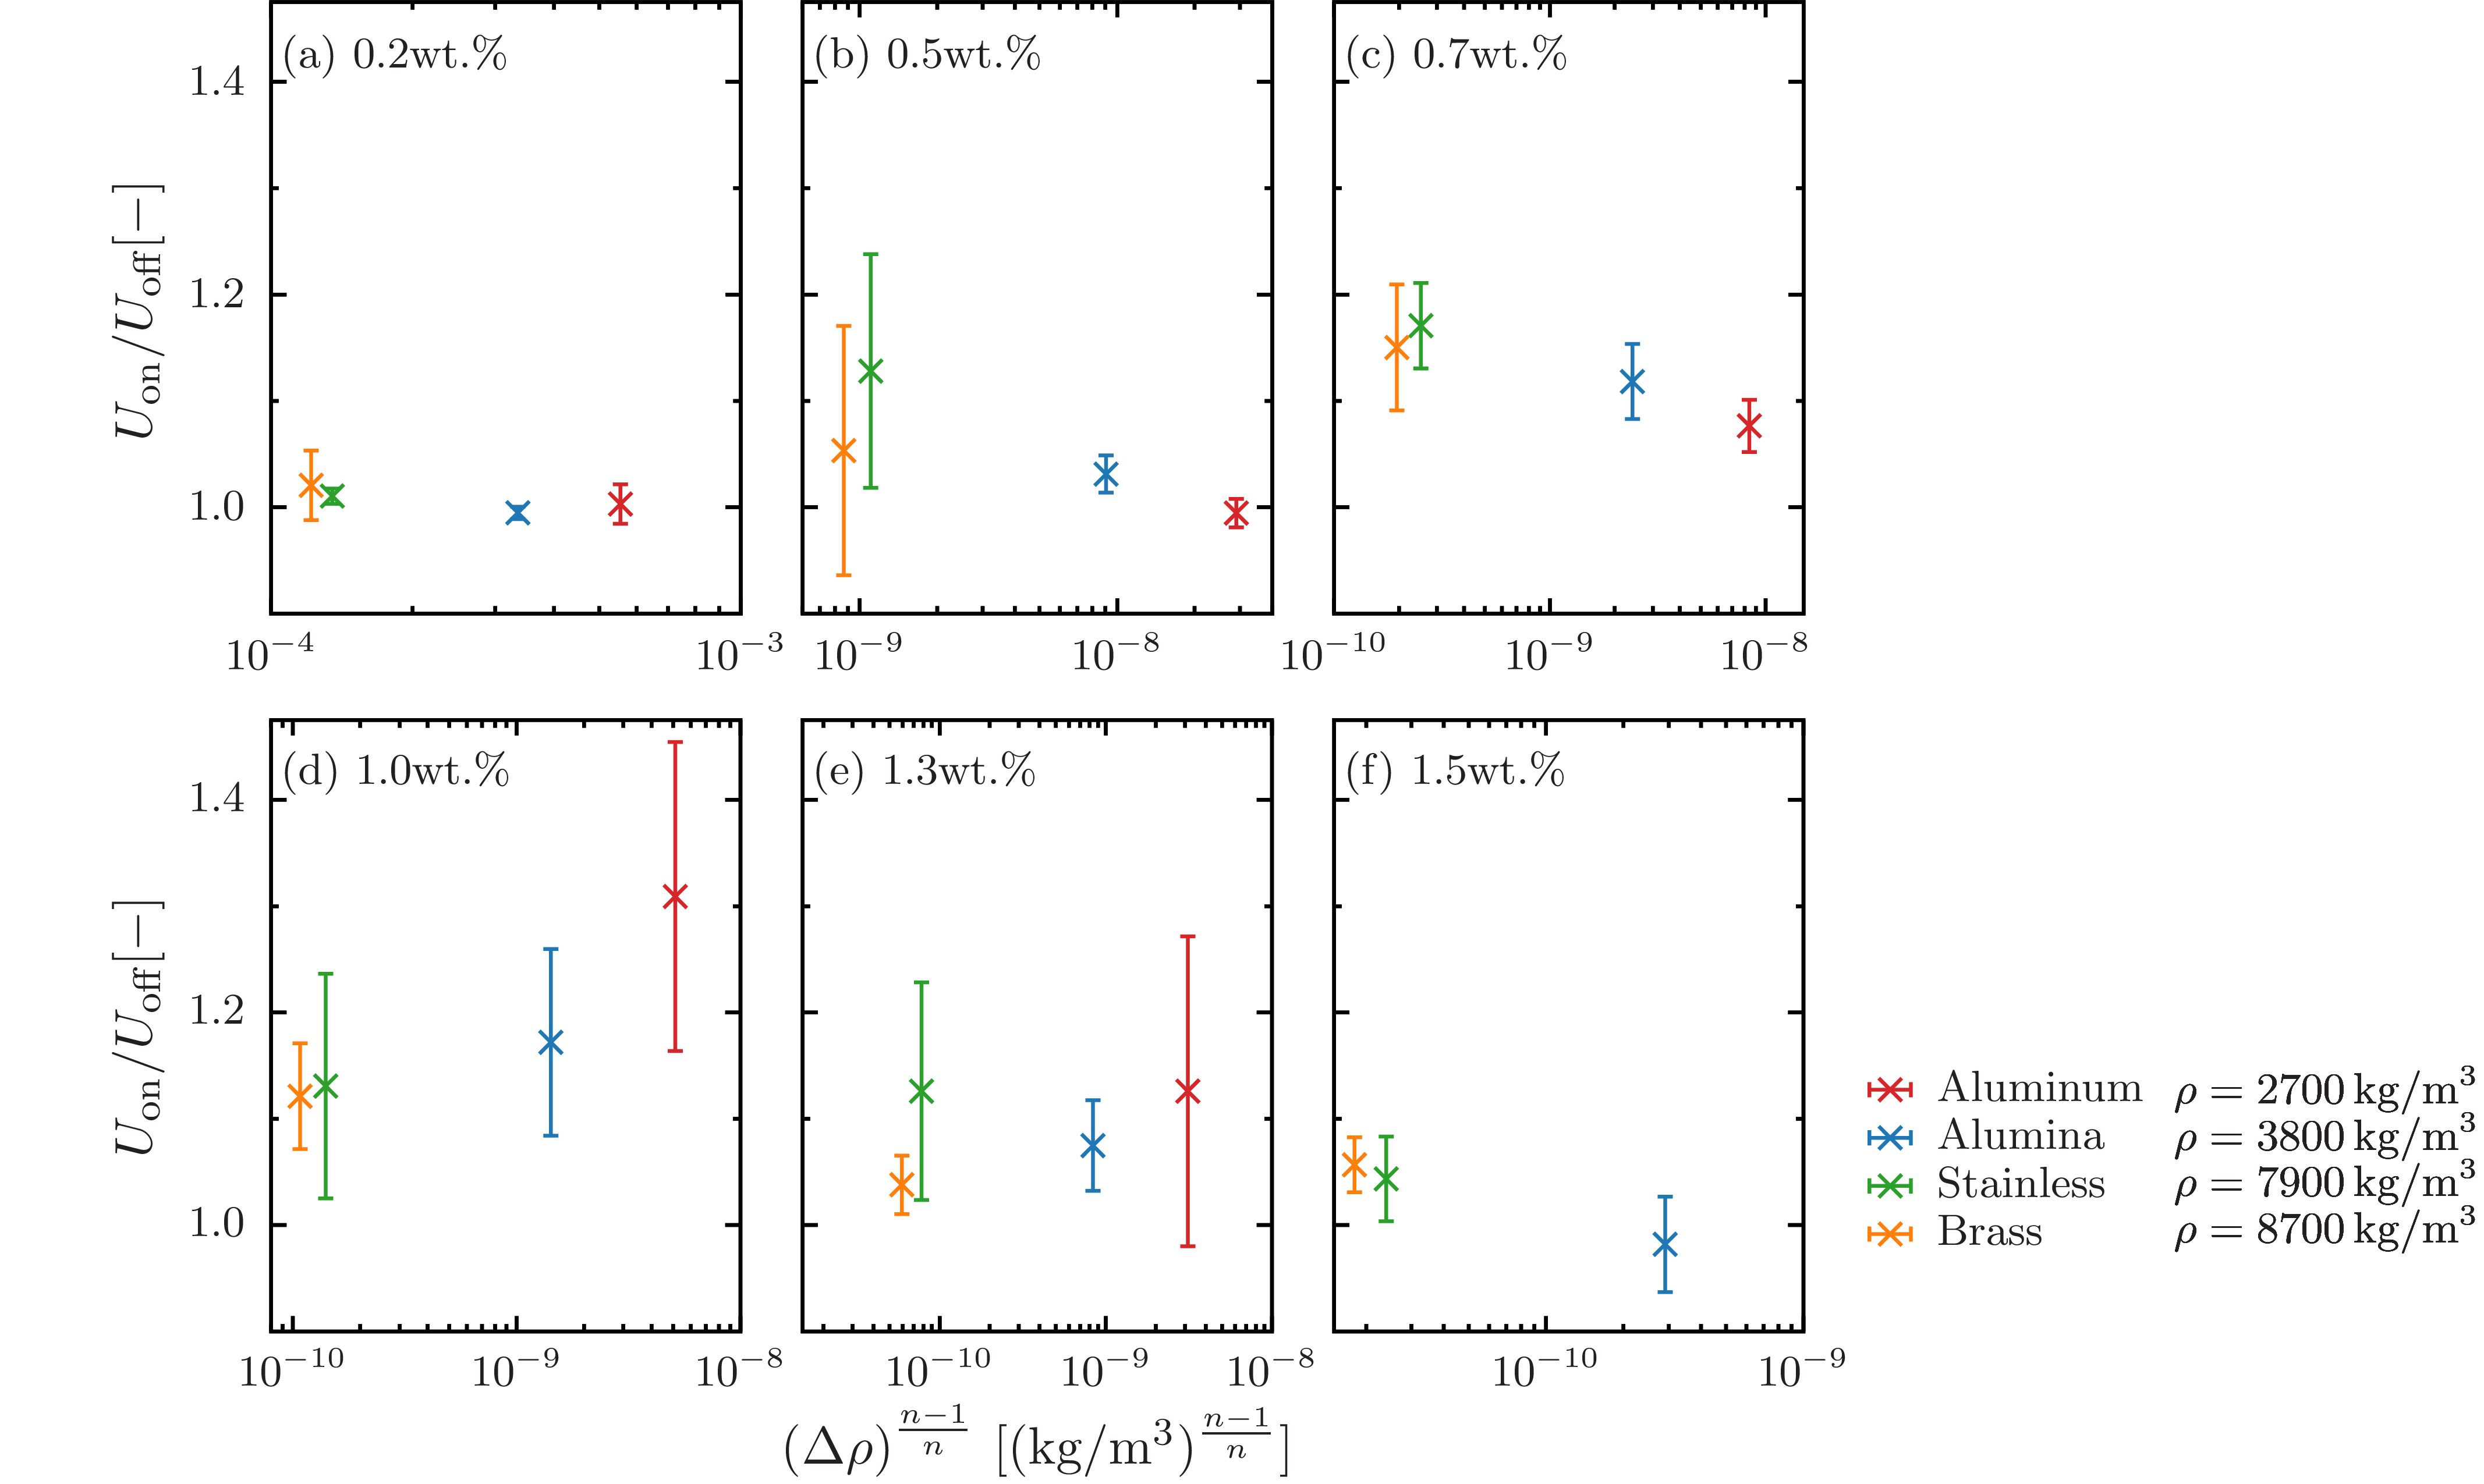 (a) 0.2wt.%
(b) 0.5wt.%
(c) 0.7wt.%
U_on/U_off[−]
1.4
1.2
1.0
10^−4
10^−3
10^−9
10^−8
10^−10
10^−9
10^−8
(d) 1.0wt.%
(e) 1.3wt.%
(f) 1.5wt.%
U_on/U_off[−]
1.4
1.2
1.0
10^−10
10^−9
10^−8
10^−10
10^−9
10^−8
10^−10
10^−9
(Δρ)^{\frac{n−1}{n}} [(kg/m^3)^{\frac{n−1}{n}}]
Aluminum ρ = 2700 kg/m^3
Alumina ρ = 3800 kg/m^3
Stainless ρ = 7900 kg/m^3
Brass ρ = 8700 kg/m^3